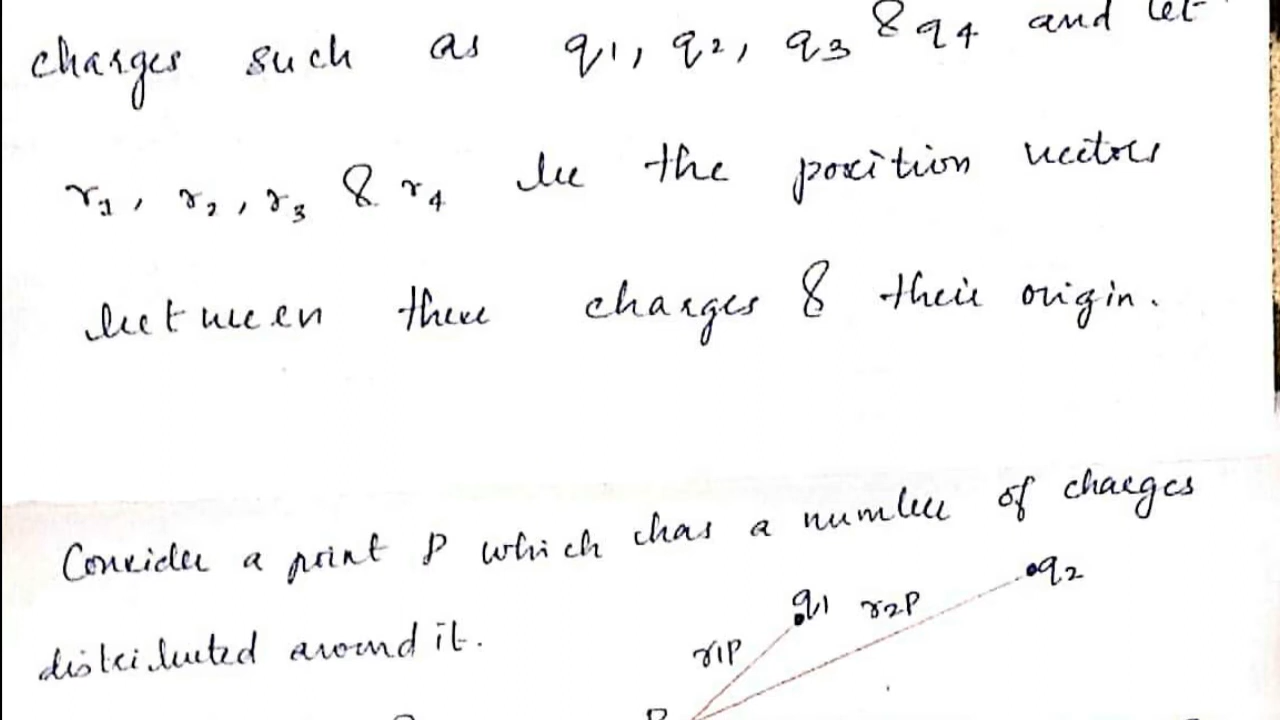 charges such as q1, q2, q3 & q4 and let
r1, r2, r3 & r4 be the position vectors
between these charges & their origin.
Consider a point P which has a number of charges
distributed around it.
q1
r2P
q2
r1P
P